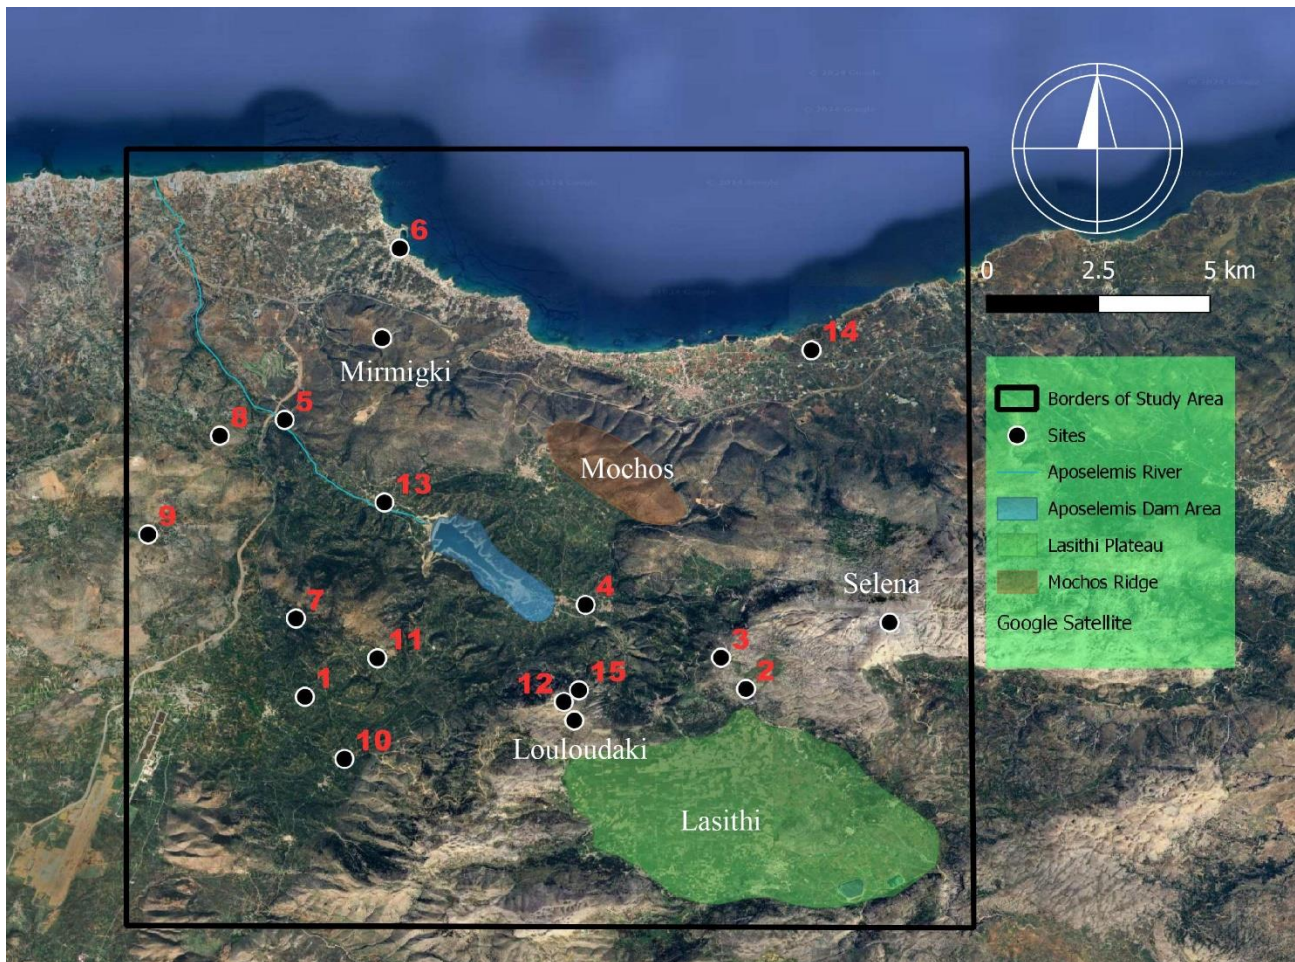 0 2.5 5 km
6
14
Mirmigki
5
8
Mochos
13
9
4
Selena
7
11
3
2
1
12
15
Louloudaki
10
Lasithi
Borders of Study Area
Sites
Aposelemis River
Aposelemis Dam Area
Lasithi Plateau
Mochos Ridge
Google Satellite